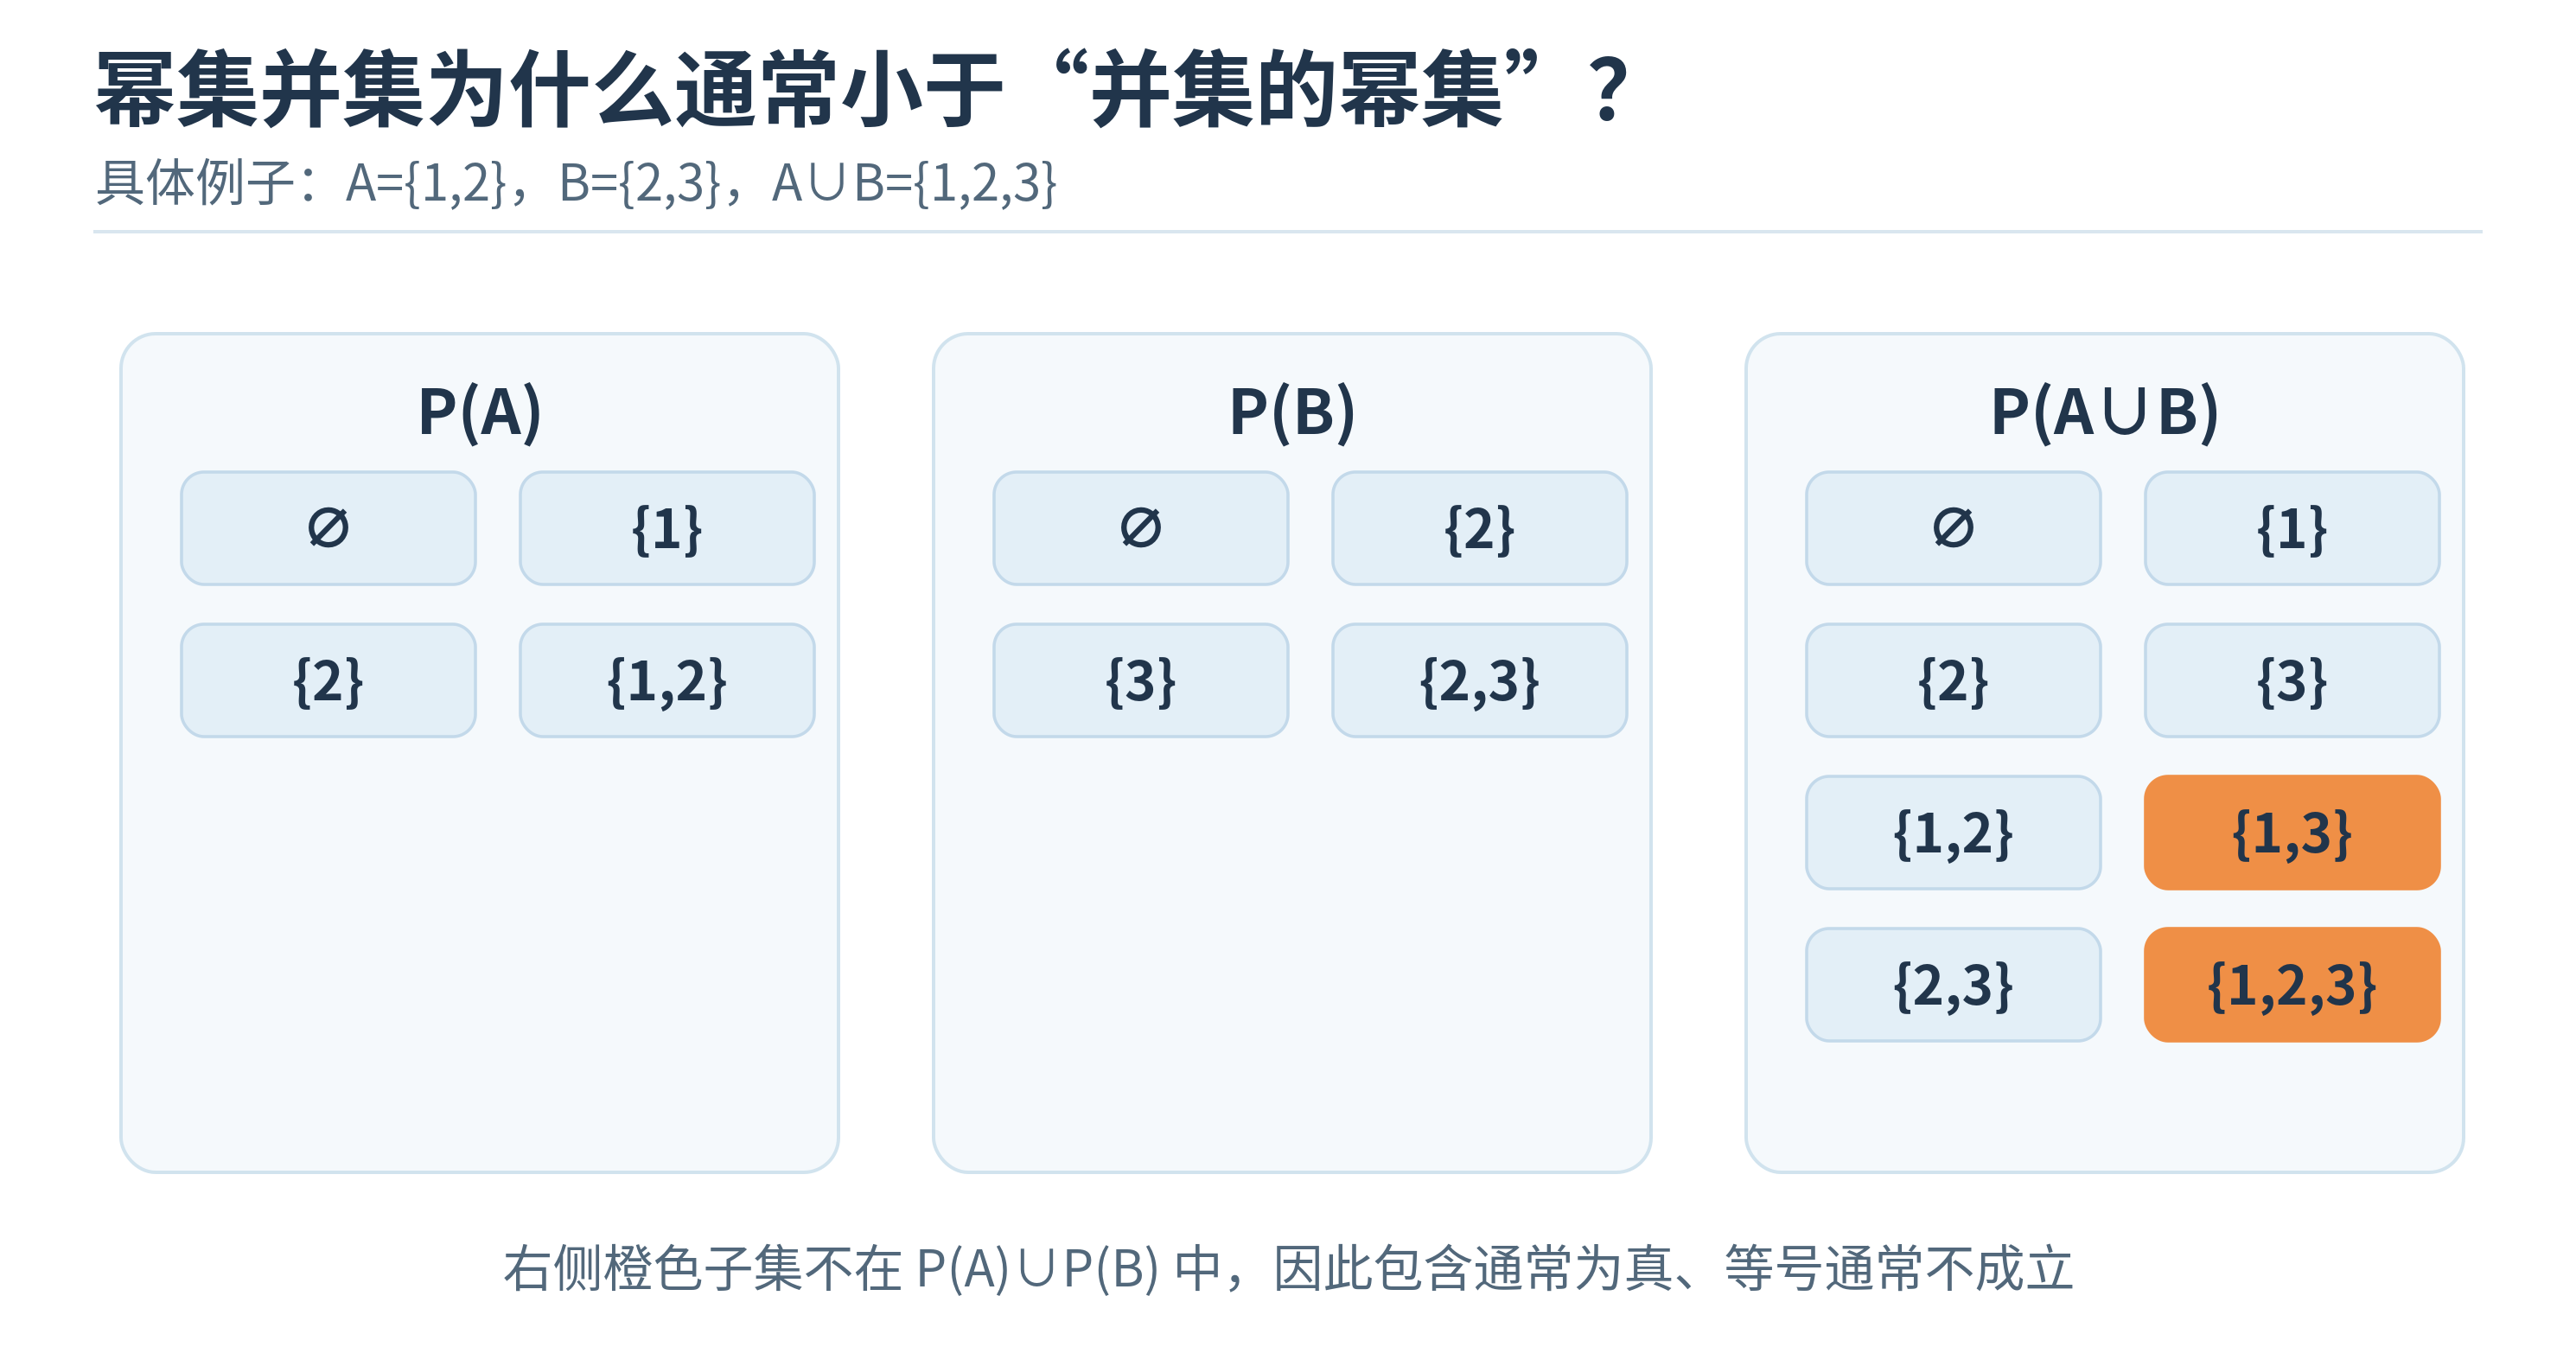 幂集并集为什么通常小于“并集的幂集”？
具体例子：A={1,2}，B={2,3}，A∪B={1,2,3}
P(A)
∅ {1}
{2} {1,2}
P(B)
∅ {2}
{3} {2,3}
P(A∪B)
∅ {1}
{2} {3}
{1,2} {1,3}
{2,3} {1,2,3}
右侧橙色子集不在 P(A)∪P(B) 中，因此包含通常为真、等号通常不成立